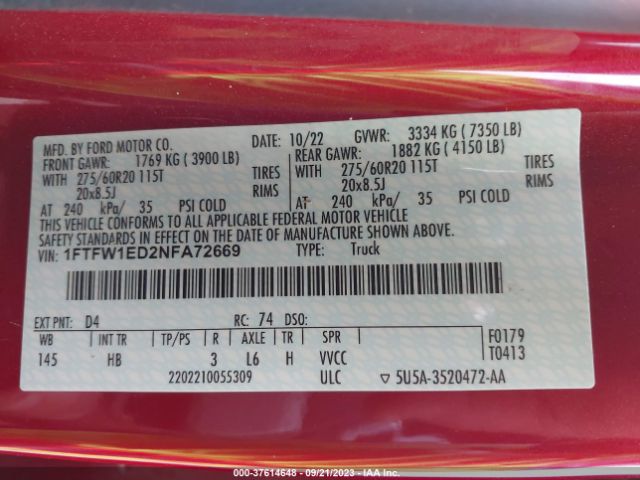 MFD. BY FORD MOTOR CO. DATE: 10/22 GVWR: 3334 KG ( 7350 LB)
FRONT GAWR: 1769 KG ( 3900 LB) REAR GAWR: 1882 KG ( 4150 LB)
WITH 275/60R20 115T TIRES WITH 275/60R20 115T TIRES
20x8.5J RIMS 20x8.5J RIMS
AT 240 kPa/ 35 PSI COLD AT 240 kPa/ 35 PSI COLD
THIS VEHICLE CONFORMS TO ALL APPLICABLE FEDERAL MOTOR VEHICLE
SAFETY STANDARDS IN EFFECT ON THE DATE OF MANUFACTURE SHOWN ABOVE.
VIN: 1FTFW1ED2NFA72669 TYPE: Truck
EXT PNT: D4 RC: 74 DSO:
WB INT TR TP/PS R AXLE TR SPR F0179
145 HB 3 L6 H VVCC T0413
2202210055309 ULC ▽ 5U5A-3520472-AA
000-37614648 - 09/21/2023 - IAA Inc.